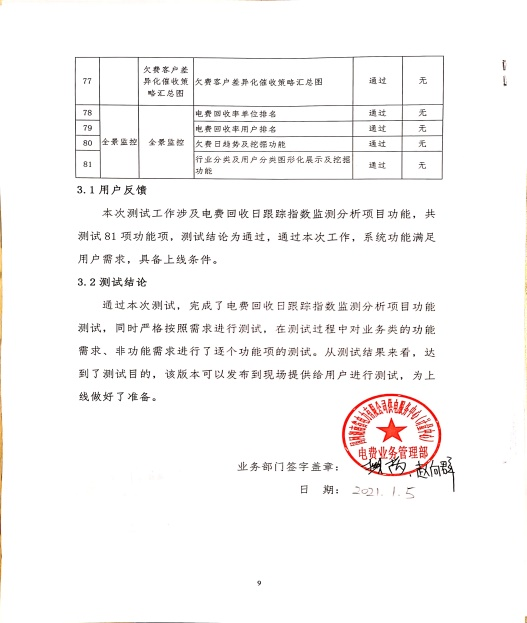 77 欠费客户差异化催收策略汇总图 欠费客户差异化催收策略汇总图 通过 无
78 全景监控 全景监控 电费回收率单位排名 通过 无
79 电费回收率用户排名 通过 无
80 欠费日趋势及挖掘功能 通过 无
81 行业分类及用户分类图形化展示及挖掘功能 通过 无
3.1 用户反馈
本次测试工作涉及电费回收日跟踪指数监测分析项目功能，共
测试 81 项功能项，测试结论为通过，通过本次工作，系统功能满足
用户需求，具备上线条件。
3.2 测试结论
通过本次测试，完成了电费回收日跟踪指数监测分析项目功能
测试，同时严格按照需求进行测试，在测试过程中对业务类的功能
需求、非功能需求进行了逐个功能项的测试。从测试结果来看，达
到了测试目的，该版本可以发布到现场提供给用户进行测试，为上
线做好了准备。
电费业务管理部
业务部门签字盖章：
赵向群
日 期： 2021.1.5
9